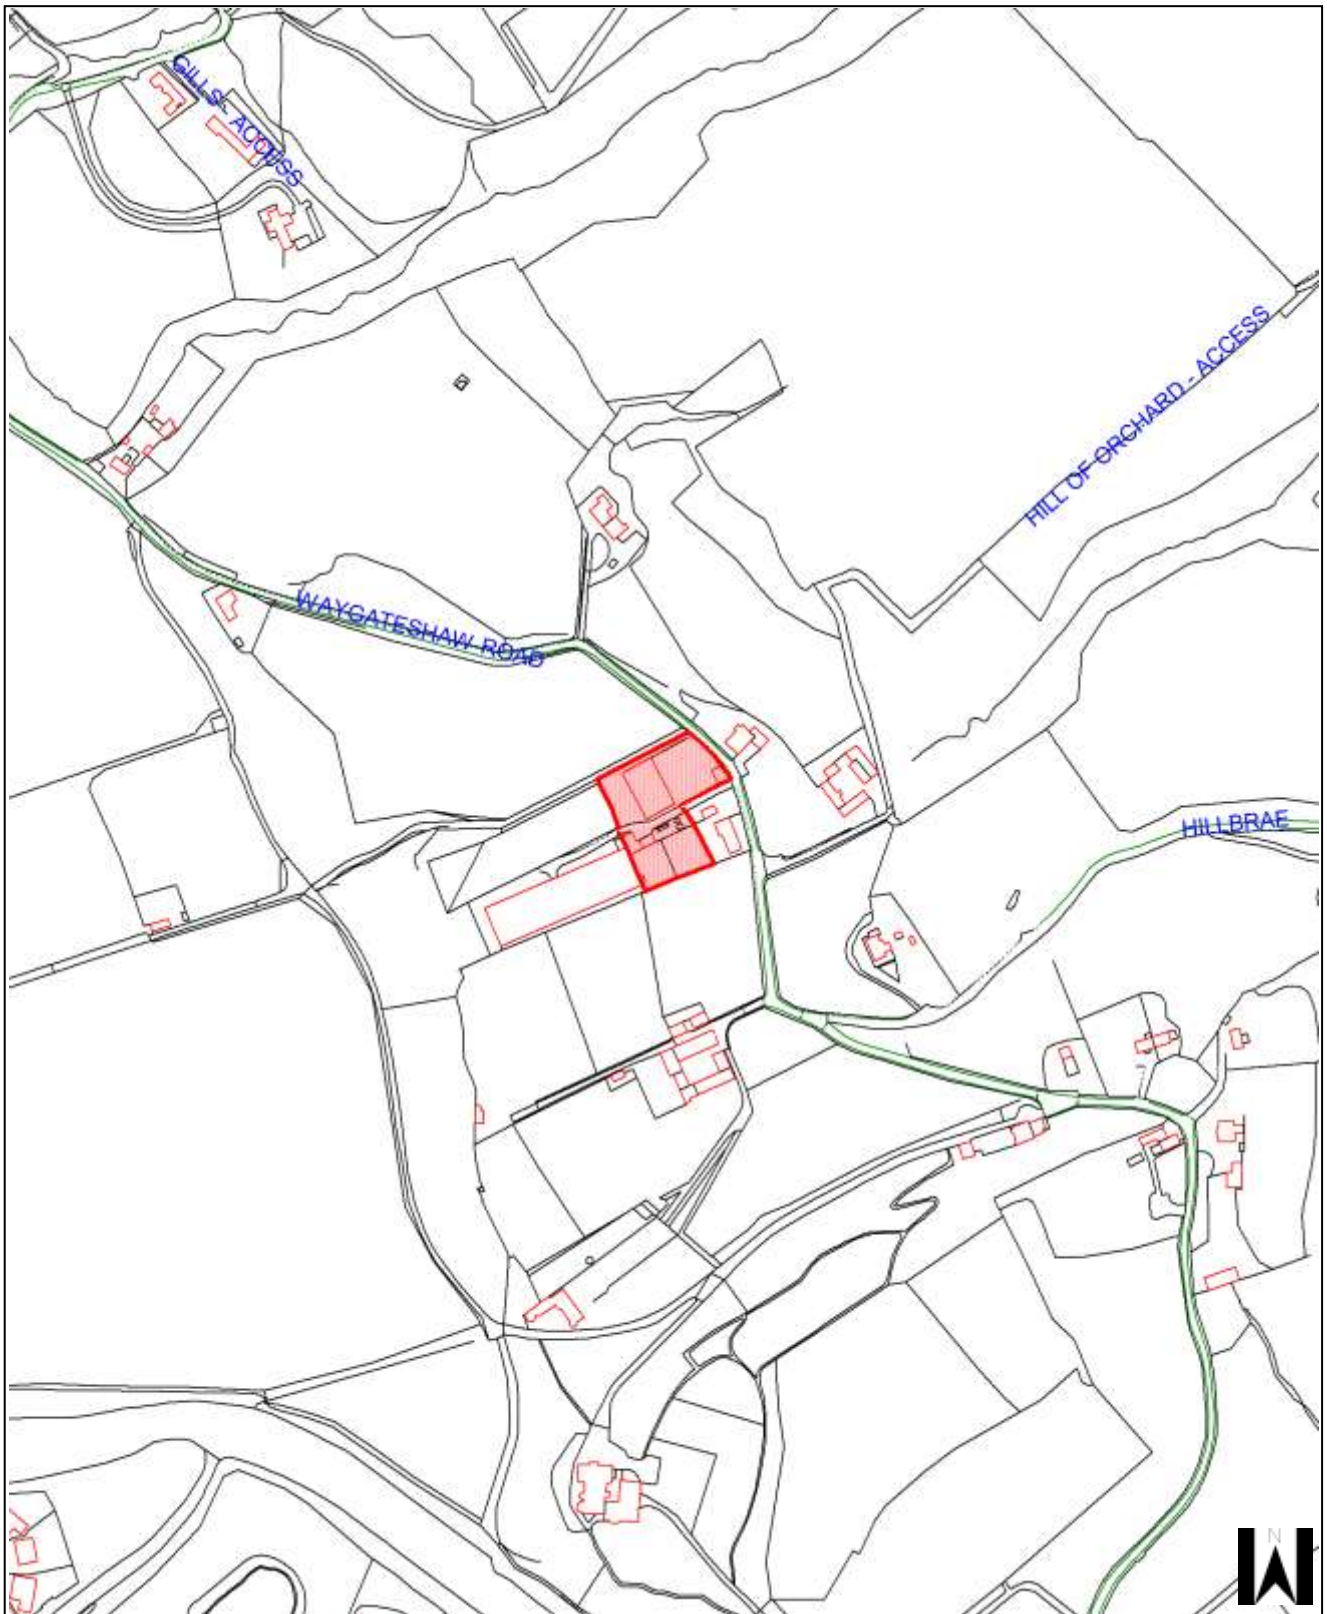 GILLS - ACCESS
HILL OF ORCHARD - ACCESS
WAYGATESHAW ROAD
HILLBRAE
N